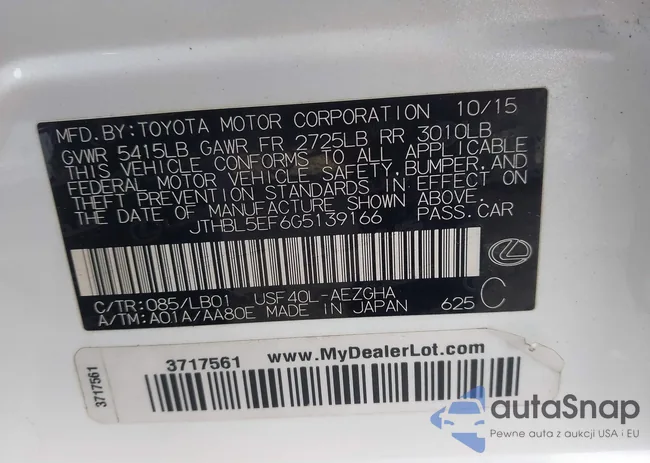 MFD.BY:TOYOTA MOTOR CORPORATION 10/15
GVWR 5415LB GAWR FR 2725LB RR 3010LB
THIS VEHICLE CONFORMS TO ALL APPLICABLE
FEDERAL MOTOR VEHICLE SAFETY,BUMPER,AND
THEFT PREVENTION STANDARDS IN EFFECT ON
THE DATE OF MANUFACTURE SHOWN ABOVE.
JTHBL5EF6G5139166 PASS.CAR
C/TR:085/LB01 USF40L-AEZGHA
A/TM:A01A/AA80E MADE IN JAPAN 625 C
3717561 www.MyDealerLot.com
3717561
autaSnap
Pewne auta z aukcji USA i EU